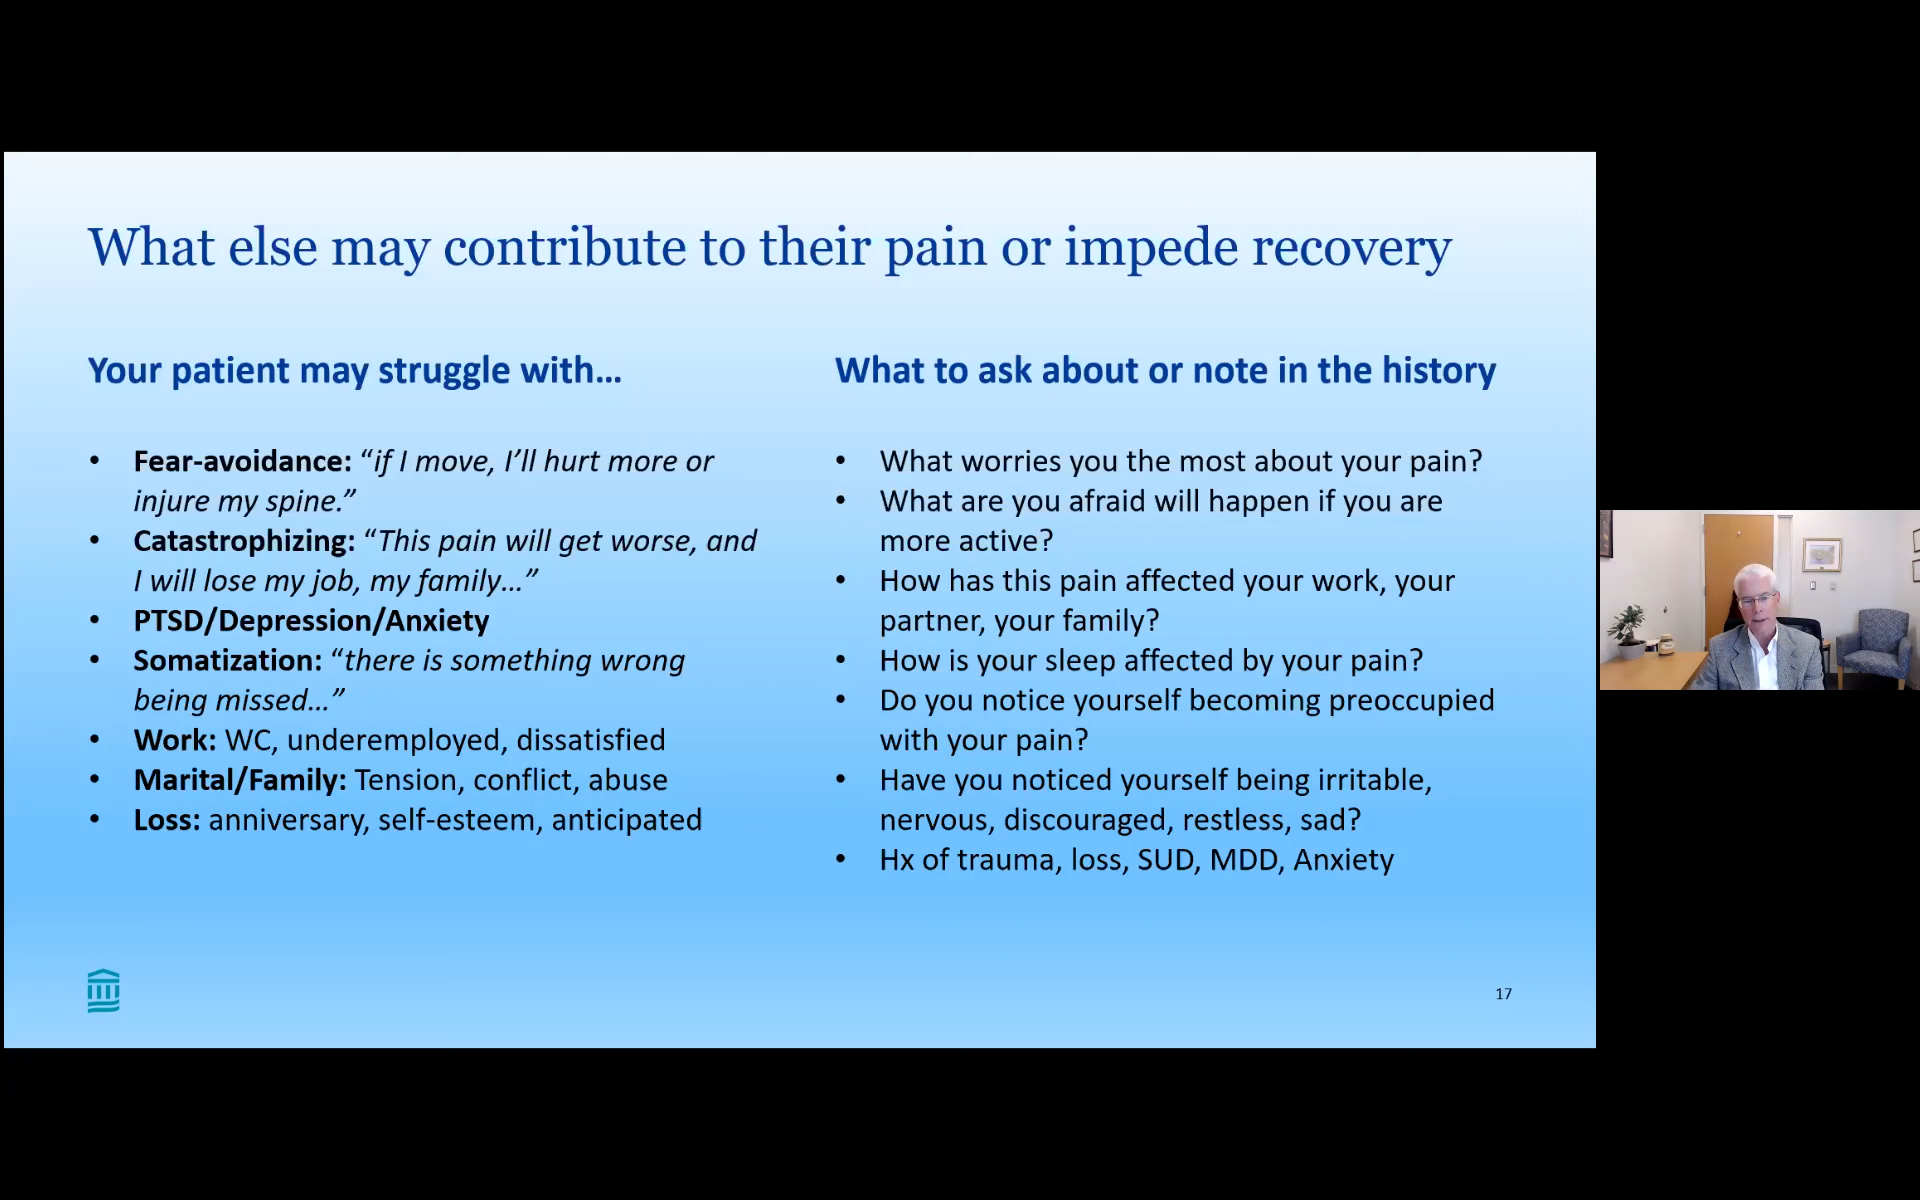 What else may contribute to their pain or impede recovery
Your patient may struggle with…
• Fear-avoidance: “if I move, I’ll hurt more or
injure my spine.”
• Catastrophizing: “This pain will get worse, and
I will lose my job, my family…”
• PTSD/Depression/Anxiety
• Somatization: “there is something wrong
being missed…”
• Work: WC, underemployed, dissatisfied
• Marital/Family: Tension, conflict, abuse
• Loss: anniversary, self-esteem, anticipated
What to ask about or note in the history
• What worries you the most about your pain?
• What are you afraid will happen if you are
more active?
• How has this pain affected your work, your
partner, your family?
• How is your sleep affected by your pain?
• Do you notice yourself becoming preoccupied
with your pain?
• Have you noticed yourself being irritable,
nervous, discouraged, restless, sad?
• Hx of trauma, loss, SUD, MDD, Anxiety
17